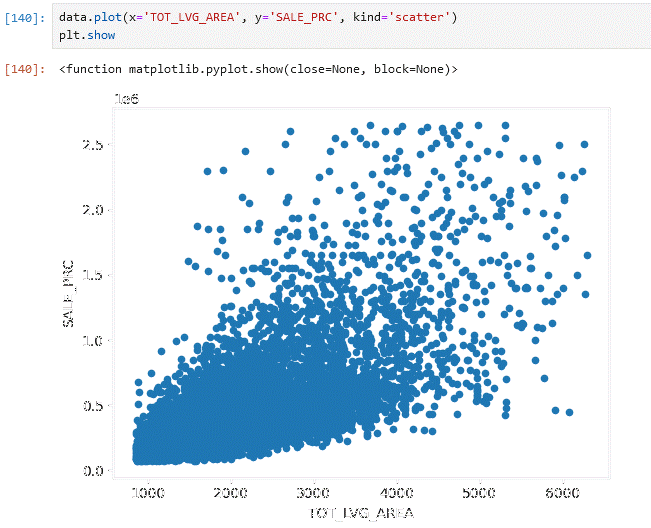 [140]: data.plot(x='TOT_LVG_AREA', y='SALE_PRC', kind='scatter')
plt.show
[140]: <function matplotlib.pyplot.show(close=None, block=None)>
1e6
2.5
2.0
1.5
1.0
0.5
0.0
SALE_PRC
1000 2000 3000 4000 5000 6000
TOT_LVG_AREA